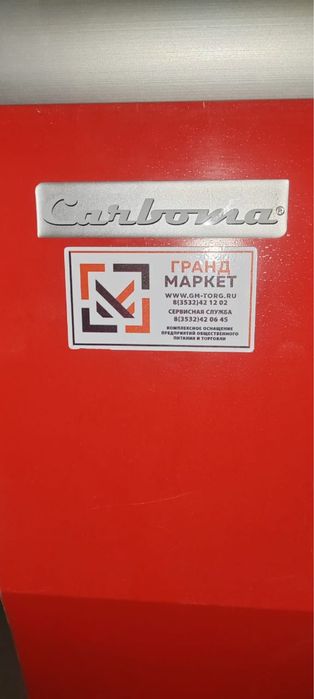 Carboma®
ГРАНД
МАРКЕТ
WWW.GM-TORG.RU
8(3532)42 12 02
СЕРВИСНАЯ СЛУЖБА
8(3532)42 06 45
КОМПЛЕКСНОЕ ОСНАЩЕНИЕ
ПРЕДПРИЯТИЙ ОБЩЕСТВЕННОГО
ПИТАНИЯ И ТОРГОВЛИ